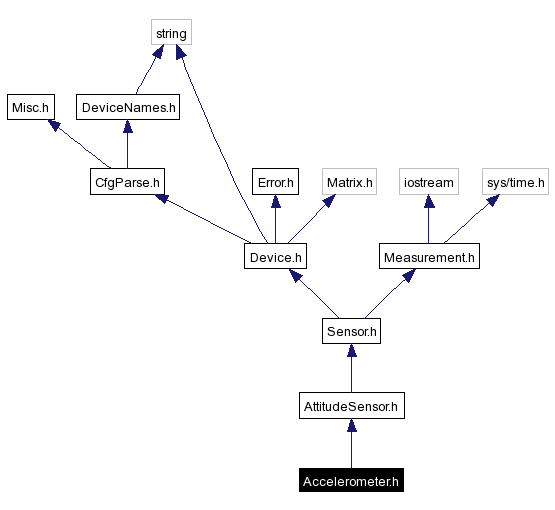 string
Misc.h
DeviceNames.h
CfgParse.h
Error.h
Matrix.h
iostream
sys/time.h
Device.h
Measurement.h
Sensor.h
AttitudeSensor.h
Accelerometer.h